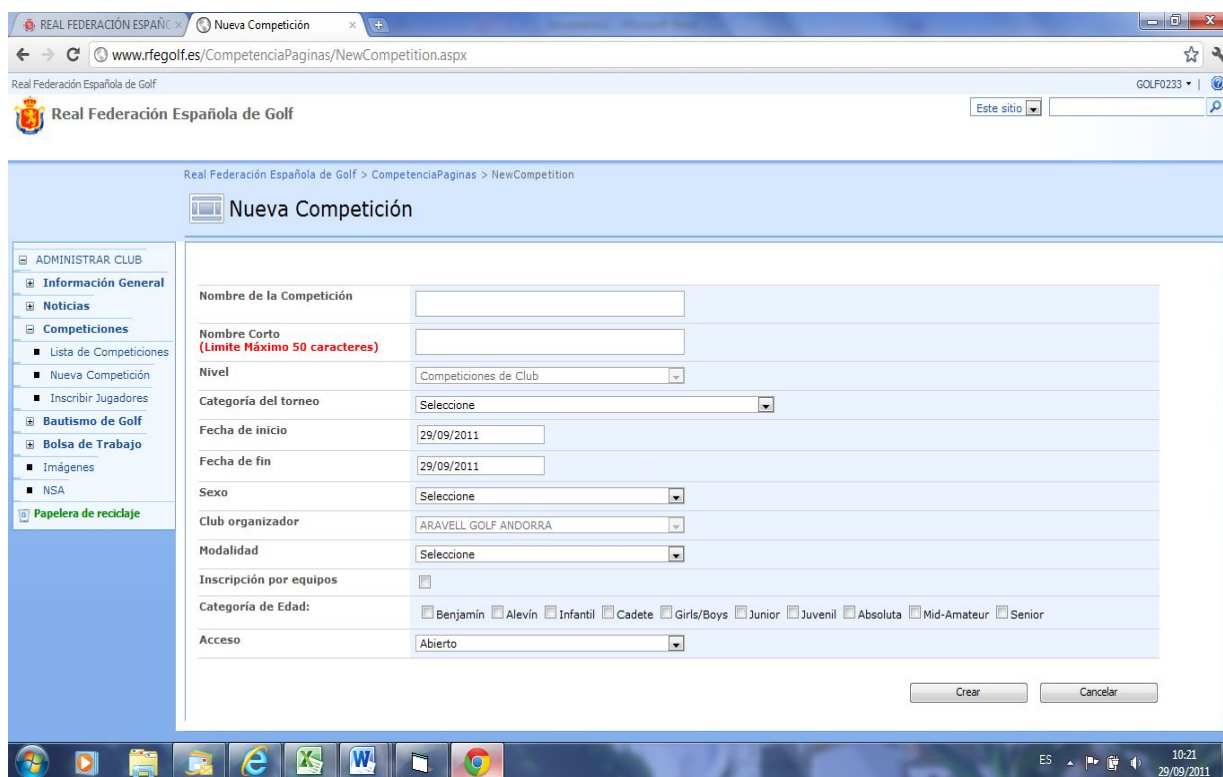 REAL FEDERACIÓN ESPAÑO
Nueva Competición
www.rfegolf.es/CompetenciaPaginas/NewCompetition.aspx
Real Federación Española de Golf
GOLF0233
Real Federación Española de Golf
Este sitio
Real Federación Española de Golf > CompetenciaPaginas > NewCompetition
Nueva Competición
ADMINISTRAR CLUB
Información General
Noticias
Competiciones
Lista de Competiciones
Nueva Competición
Inscribir Jugadores
Bautismo de Golf
Bolsa de Trabajo
Imágenes
NSA
Papelera de reciclaje
Nombre de la Competición
Nombre Corto
(Limite Máximo 50 caracteres)
Nivel Competiciones de Club
Categoría del torneo Seleccione
Fecha de inicio 29/09/2011
Fecha de fin 29/09/2011
Sexo Seleccione
Club organizador ARAVELL GOLF ANDORRA
Modalidad Seleccione
Inscripción por equipos
Categoría de Edad: Benjamín Alevín Infantil Cadete Girls/Boys Junior Juvenil Absoluta Mid-Amateur Senior
Acceso Abierto
Crear Cancelar
ES 10:21
29/09/2011